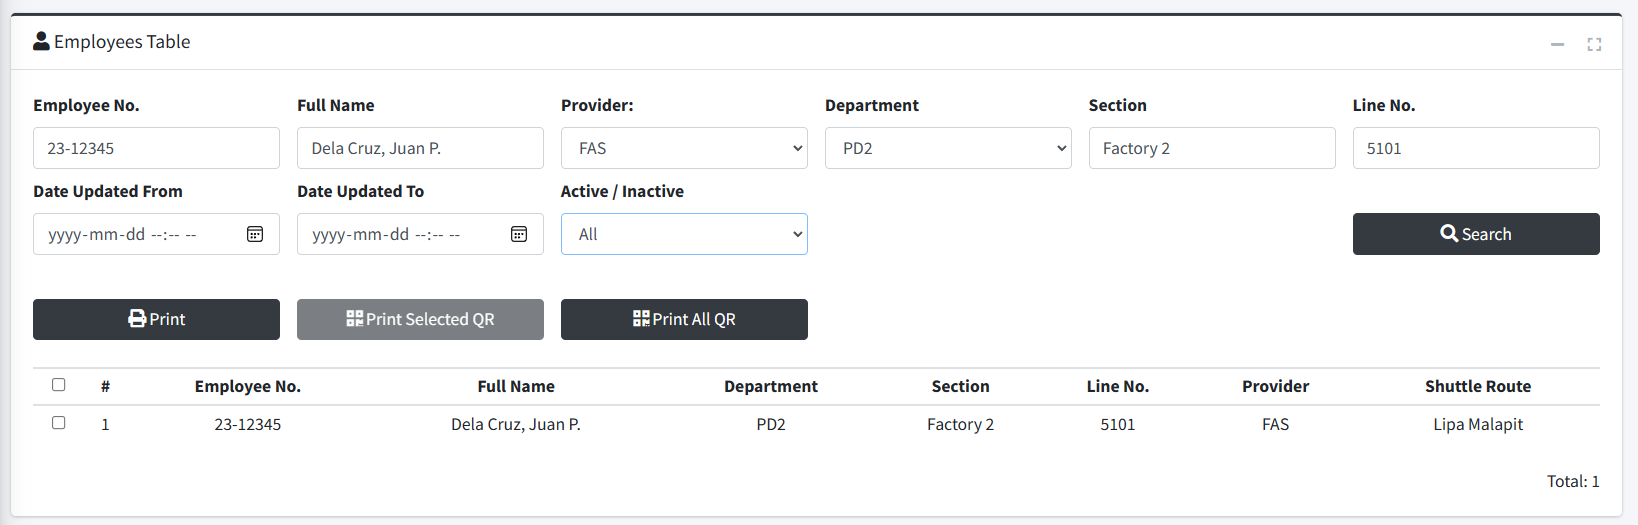 Employees Table
Employee No. Full Name Provider: Department Section Line No.
23-12345 Dela Cruz, Juan P. FAS PD2 Factory 2 5101
Date Updated From Date Updated To Active / Inactive
yyyy-mm-dd --:-- -- yyyy-mm-dd --:-- -- All Search
Print Print Selected QR Print All QR
# Employee No. Full Name Department Section Line No. Provider Shuttle Route
1 23-12345 Dela Cruz, Juan P. PD2 Factory 2 5101 FAS Lipa Malapit
Total: 1